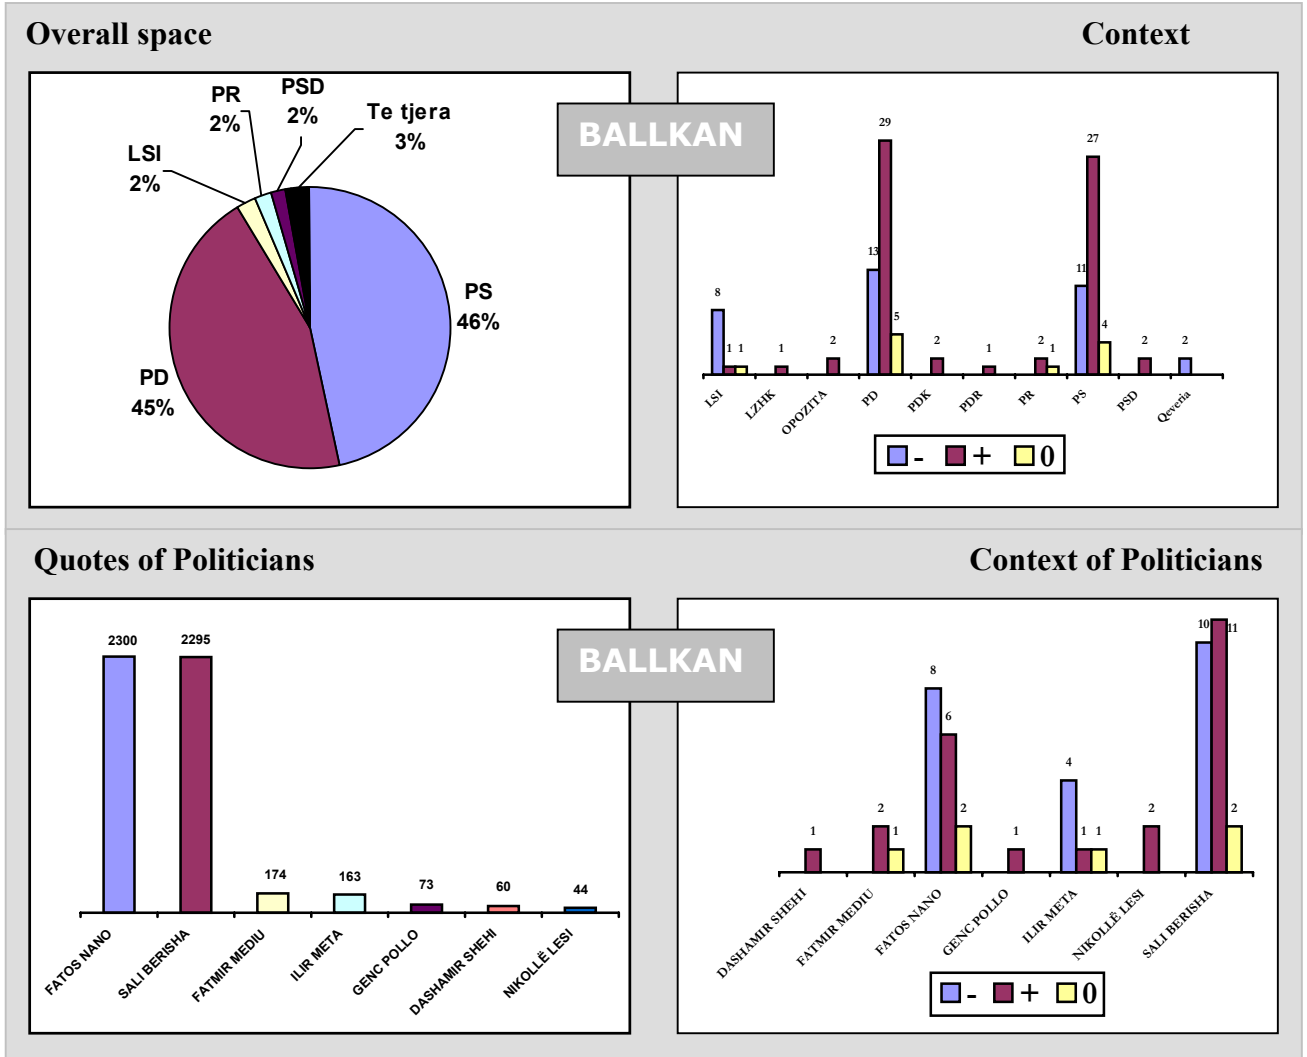 Overall space
Context
BALLKAN
PR
2%
PSD
2%
Te tjera
3%
LSI
2%
PS
46%
PD
45%
8
1
1
1
2
13
29
5
2
1
2
1
11
27
4
2
2
LSI
LZHK
OPOZITA
PD
PDK
PDR
PR
PS
PSD
Qeveria
- + 0
Quotes of Politicians
Context of Politicians
BALLKAN
2300
2295
174
163
73
60
44
FATOS NANO
SALI BERISHA
FATMIR MEDIU
ILIR META
GENC POLLO
DASHAMIR SHEHI
NIKOLLË LESI
1
2
1
8
6
2
1
4
1
1
2
10
11
2
DASHAMIR SHEHI
FATMIR MEDIU
FATOS NANO
GENC POLLO
ILIR META
NIKOLLË LESI
SALI BERISHA
- + 0